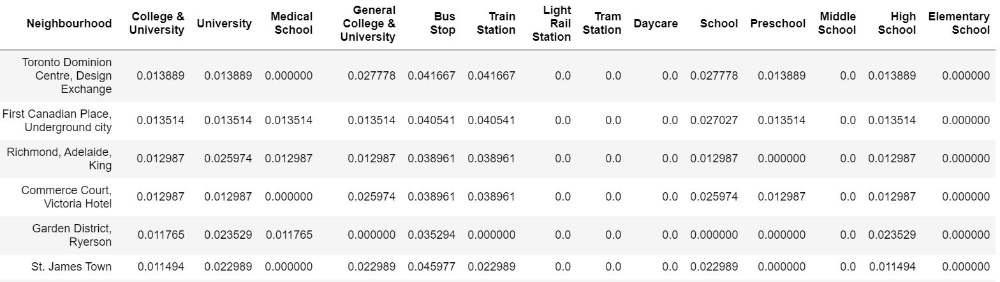 Neighbourhood College & University University Medical School General College & University Bus Stop Train Station Light Rail Station Tram Station Daycare School Preschool Middle School High School Elementary School
Toronto Dominion Centre, Design Exchange 0.013889 0.013889 0.000000 0.027778 0.041667 0.041667 0.0 0.0 0.0 0.027778 0.013889 0.0 0.013889 0.000000
First Canadian Place, Underground city 0.013514 0.013514 0.013514 0.013514 0.040541 0.040541 0.0 0.0 0.0 0.027027 0.013514 0.0 0.013514 0.000000
Richmond, Adelaide, King 0.012987 0.025974 0.012987 0.012987 0.038961 0.038961 0.0 0.0 0.0 0.012987 0.000000 0.0 0.012987 0.000000
Commerce Court, Victoria Hotel 0.012987 0.012987 0.000000 0.025974 0.038961 0.038961 0.0 0.0 0.0 0.025974 0.012987 0.0 0.012987 0.000000
Garden District, Ryerson 0.011765 0.023529 0.011765 0.000000 0.035294 0.000000 0.0 0.0 0.0 0.000000 0.000000 0.0 0.023529 0.000000
St. James Town 0.011494 0.022989 0.000000 0.022989 0.045977 0.022989 0.0 0.0 0.0 0.022989 0.000000 0.0 0.011494 0.000000